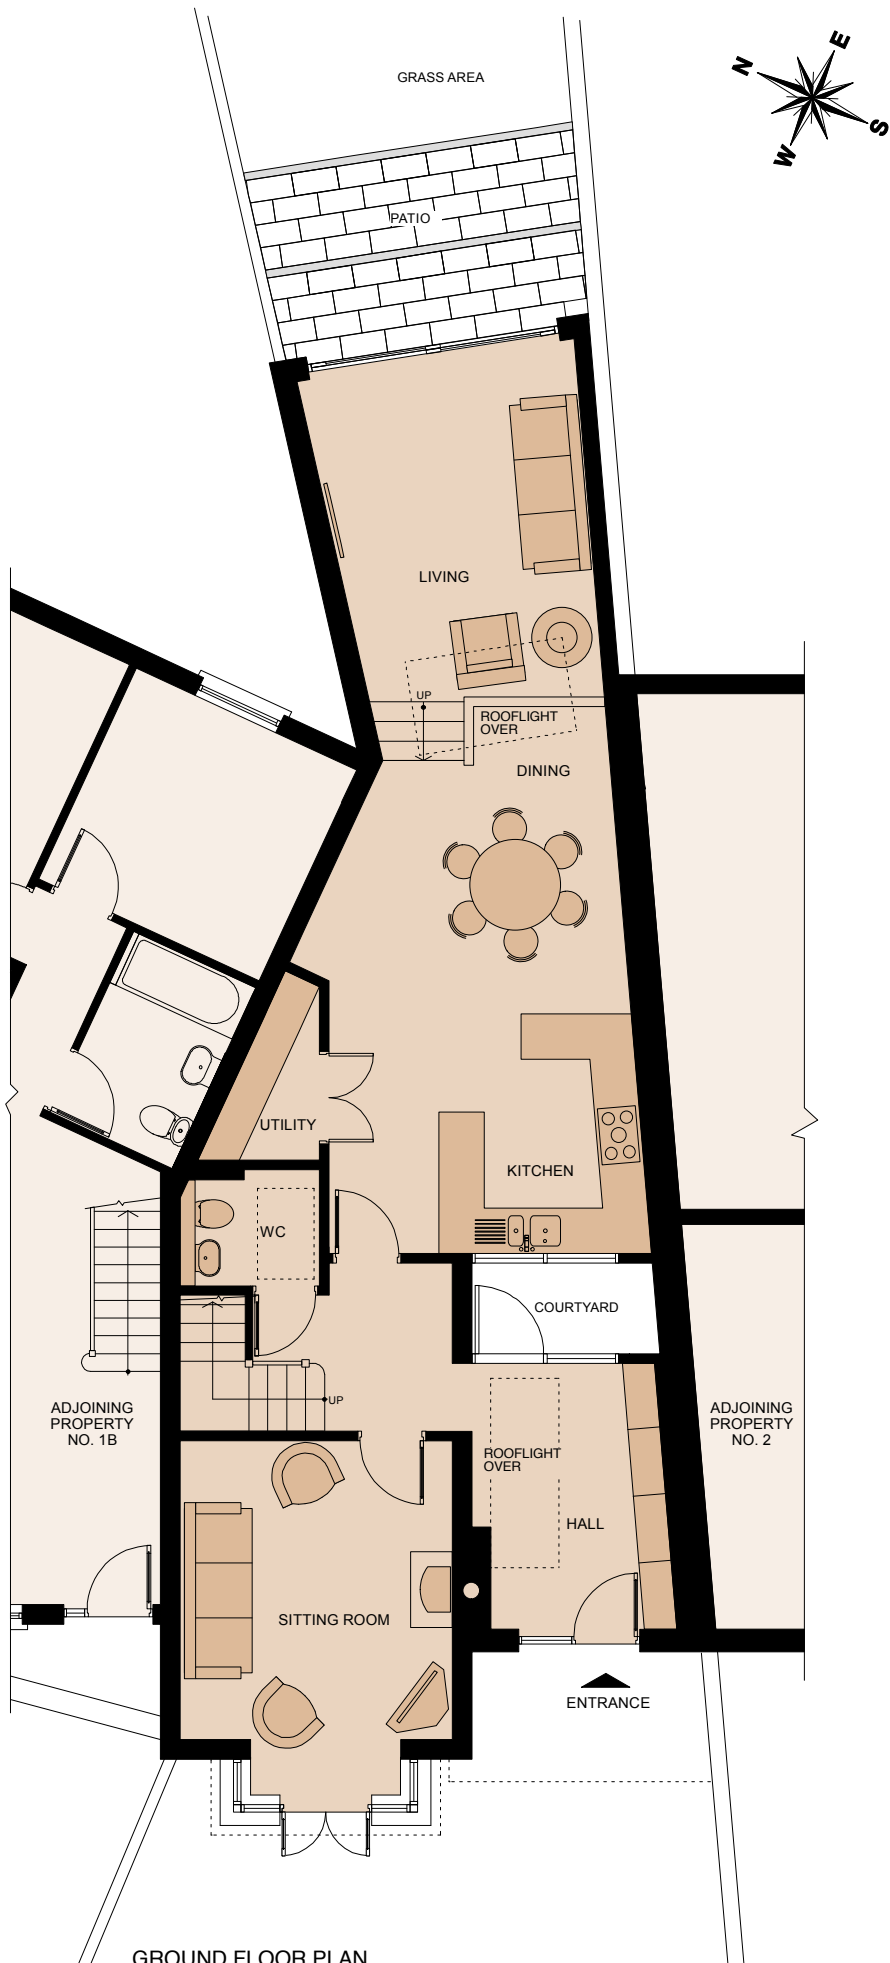 GRASS AREA
N
E
S
W
PATIO
LIVING
UP
ROOFLIGHT
OVER
DINING
UTILITY
KITCHEN
WC
COURTYARD
UP
ADJOINING
PROPERTY
NO. 1B
ADJOINING
PROPERTY
NO. 2
ROOFLIGHT
OVER
HALL
SITTING ROOM
ENTRANCE
GROUND FLOOR PLAN